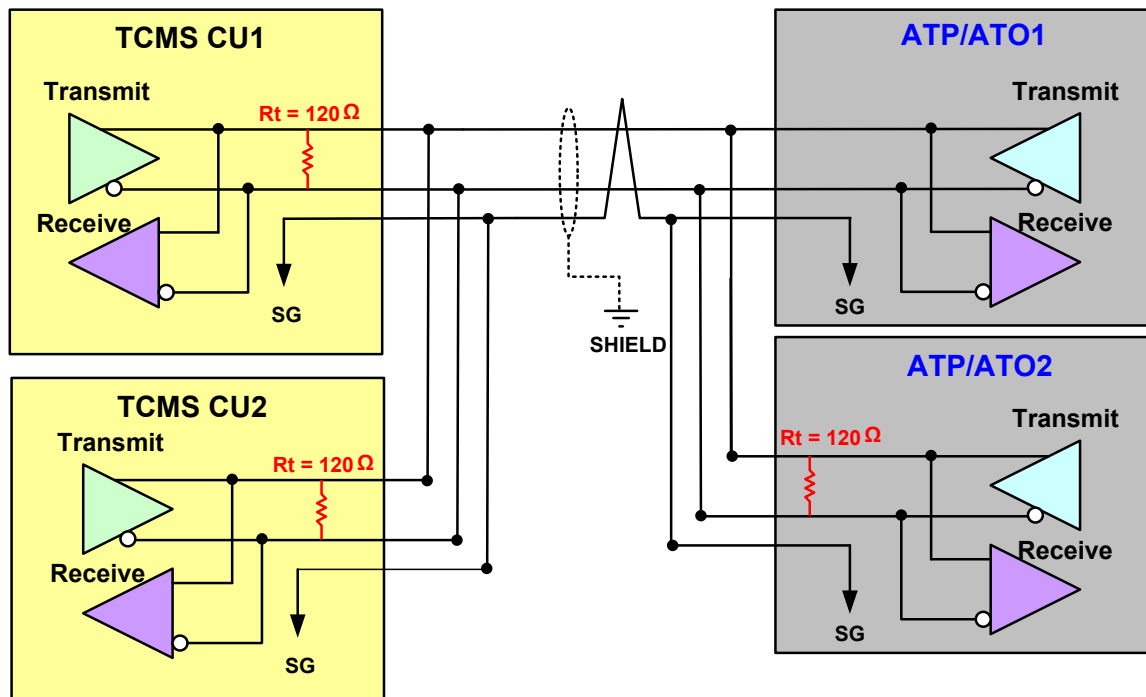 TCMS CU1
Transmit
Rt = 120 Ω
Receive
SG
SHIELD
ATP/ATO1
Transmit
Receive
SG
TCMS CU2
Transmit
Rt = 120 Ω
Receive
SG
ATP/ATO2
Transmit
Rt = 120 Ω
Receive
SG